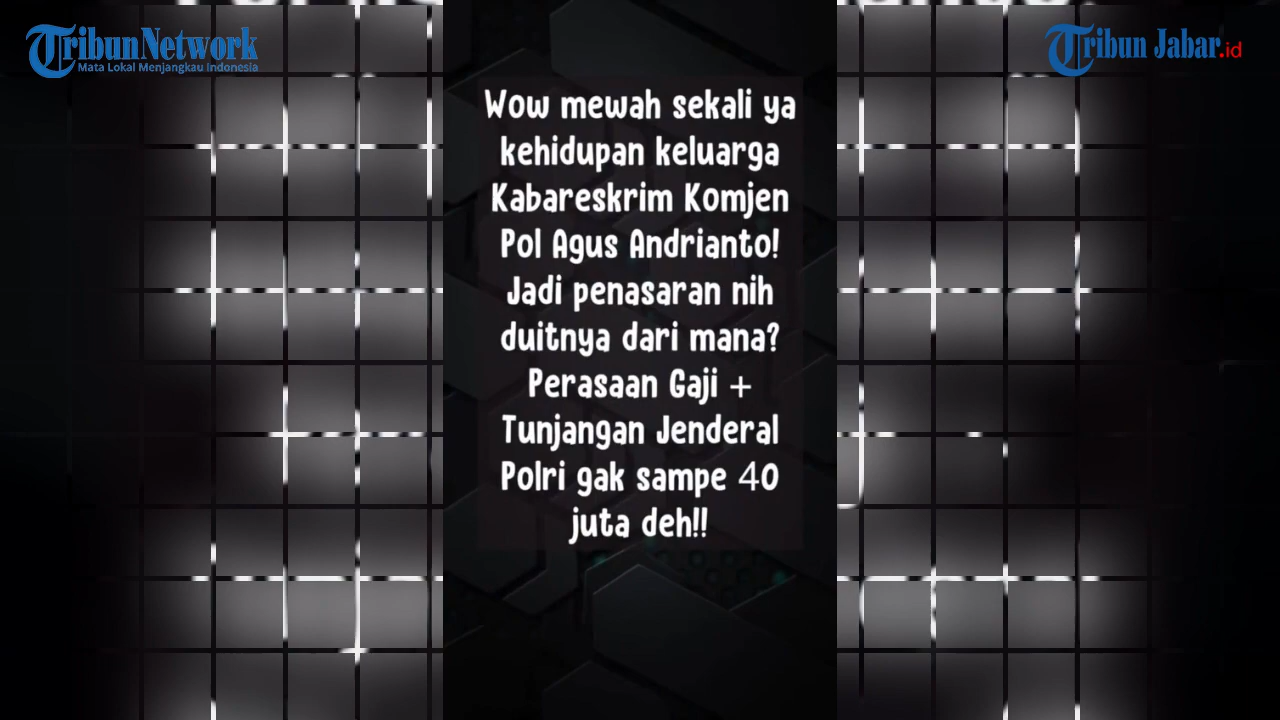 TribunNetwork
Mata Lokal Menjangkau Indonesia
Tribun Jabar.id
Wow mewah sekali ya
kehidupan keluarga
Kabareskrim Komjen
Pol Agus Andrianto!
Jadi penasaran nih
duitnya dari mana?
Perasaan Gaji +
Tunjangan Jenderal
Polri gak sampe 40
juta deh!!